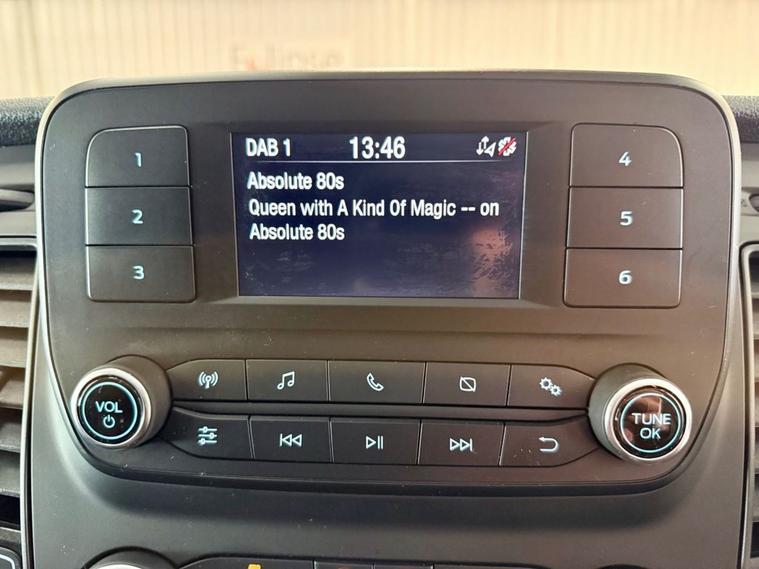 DAB 1 13:46
Absolute 80s
Queen with A Kind Of Magic -- on
Absolute 80s
1
2
3
4
5
6
VOL
TUNE
OK